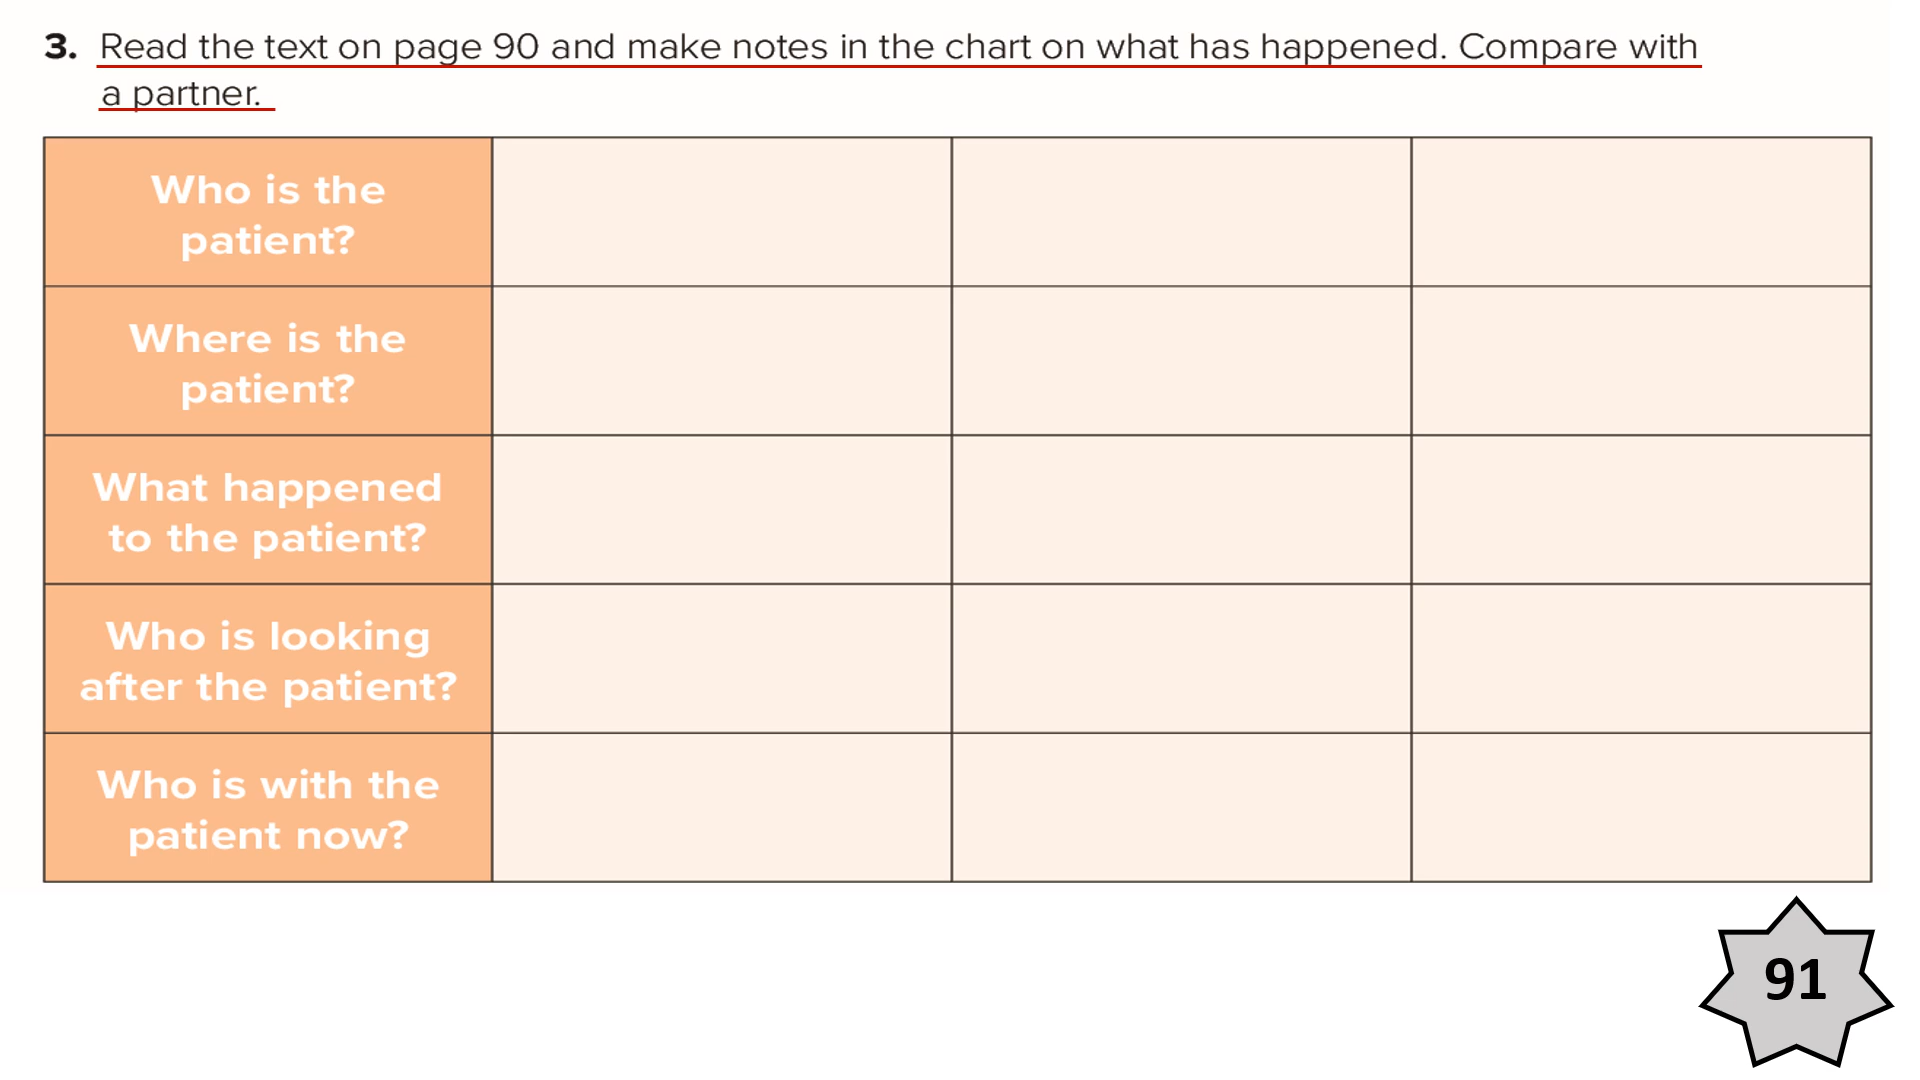 3. Read the text on page 90 and make notes in the chart on what has happened. Compare with
a partner.
Who is the
patient?
Where is the
patient?
What happened
to the patient?
Who is looking
after the patient?
Who is with the
patient now?
91